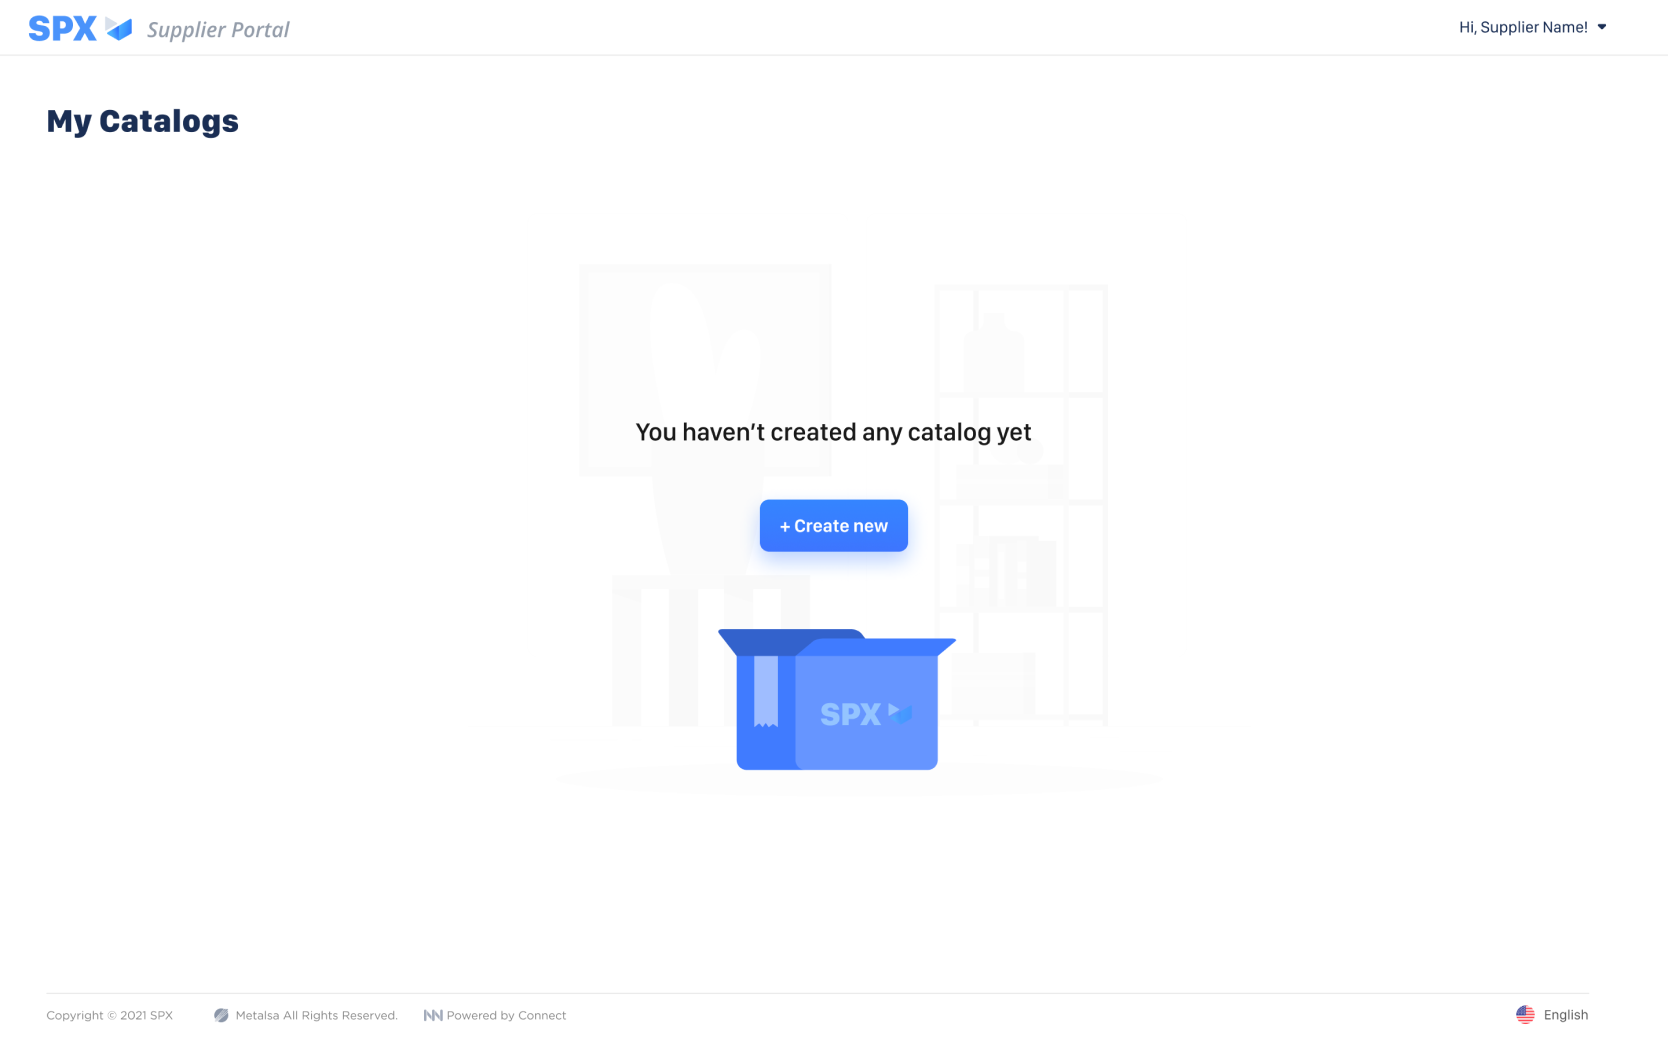 SPX Supplier Portal
Hi, Supplier Name!
My Catalogs
You haven't created any catalog yet
+ Create new
SPX
Copyright © 2021 SPX
Metalsa All Rights Reserved.
Powered by Connect
English